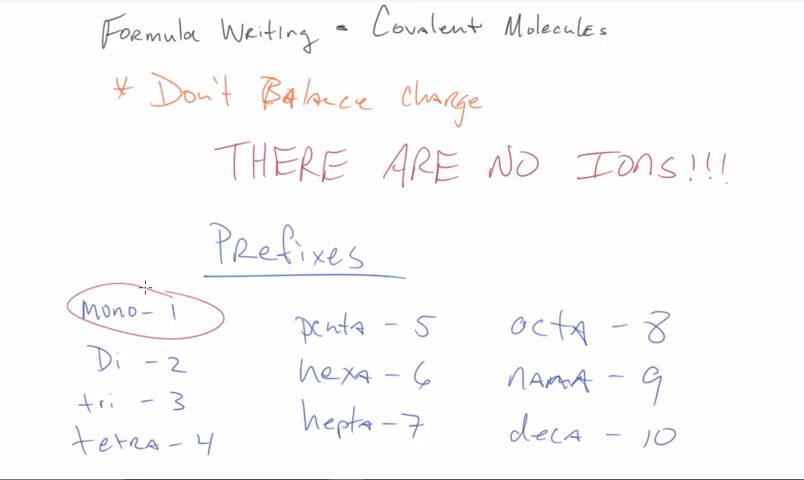 Formula Writing - Covalent Molecules
* Don't Balance charge
THERE ARE NO IONS!!!
Prefixes
Mono - 1
Di - 2
tri - 3
tetra - 4
penta - 5
hexa - 6
hepta - 7
octa - 8
nana - 9
deca - 10